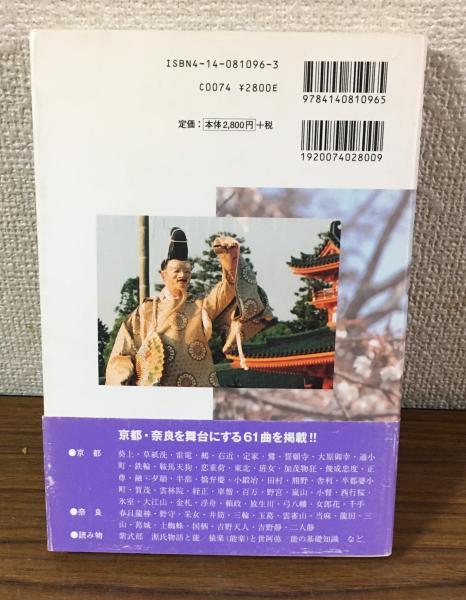 ISBN4-14-081096-3
C0074 ¥2800E
定価：本体2,800円+税
9784140810965
1920074028009
京都・奈良を舞台にする61曲を掲載!!
●京都 葵上・草紙洗・雷電・鵺・右近・定家・鷺・誓願寺・大原御幸・通小
町・鉄輪・鞍馬天狗・恋重荷・東北・班女・加茂物狂・俊成忠度・正
尊・融・夕顔・半蔀・橋弁慶・小鍛冶・田村・熊野・舎利・卒都婆小
町・賀茂・雲林院・経正・車僧・百万・野宮・嵐山・小督・西行桜・
氷室・大江山・金札・浮舟・頼政・放生川・弓八幡・女郎花・千手
●奈良 春日龍神・野守・采女・井筒・三輪・玉葛・雲雀山・当麻・龍田・三
山・葛城・土蜘蛛・国栖・吉野天人・吉野静・二人静
●読み物 紫式部 源氏物語と能／猿楽（能楽）と世阿弥／能の基礎知識 など。